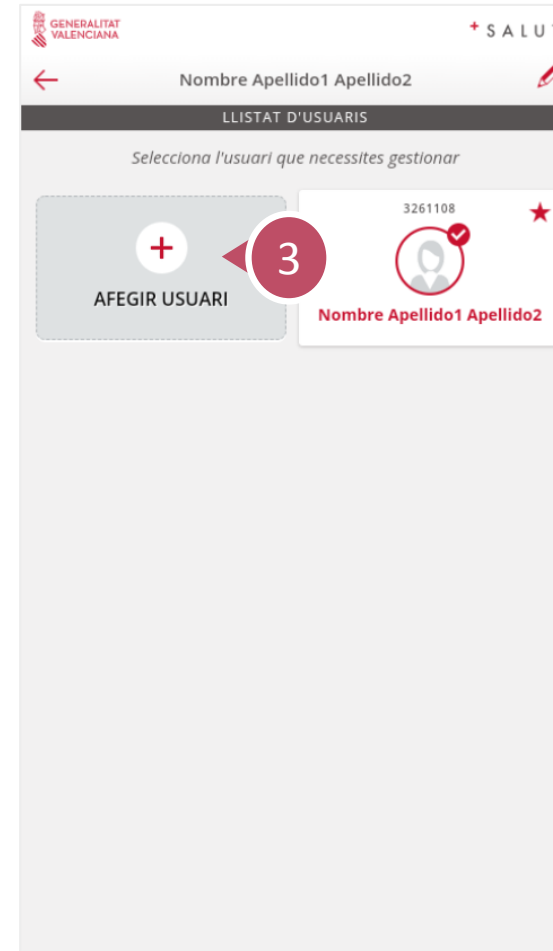 GENERALITAT
VALENCIANA
+ SALU
Nombre Apellido1 Apellido2
LLISTAT D'USUARIS
Selecciona l'usuari que necessites gestionar
3261108
3
AFEGIR USUARI
Nombre Apellido1 Apellido2